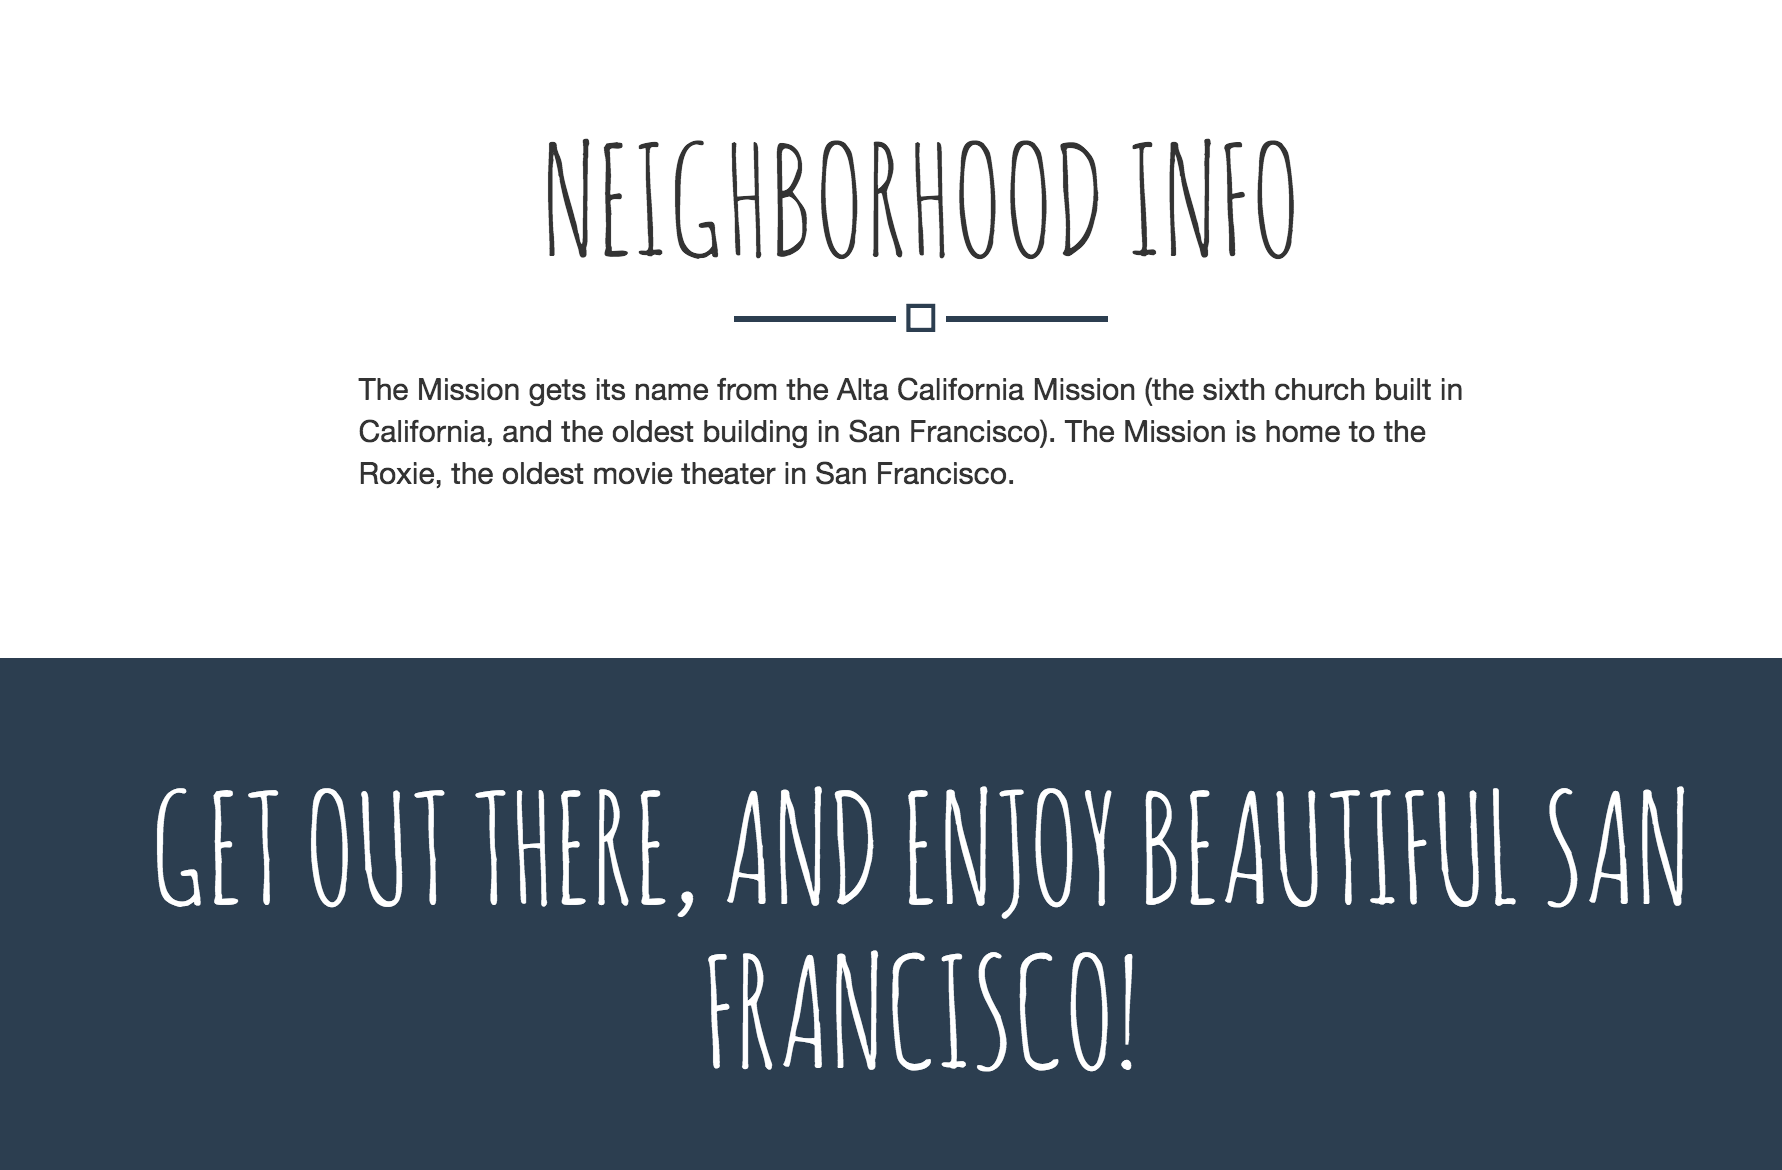 NEIGHBORHOOD INFO
The Mission gets its name from the Alta California Mission (the sixth church built in
California, and the oldest building in San Francisco). The Mission is home to the
Roxie, the oldest movie theater in San Francisco.
GET OUT THERE, AND ENJOY BEAUTIFUL SAN
FRANCISCO!